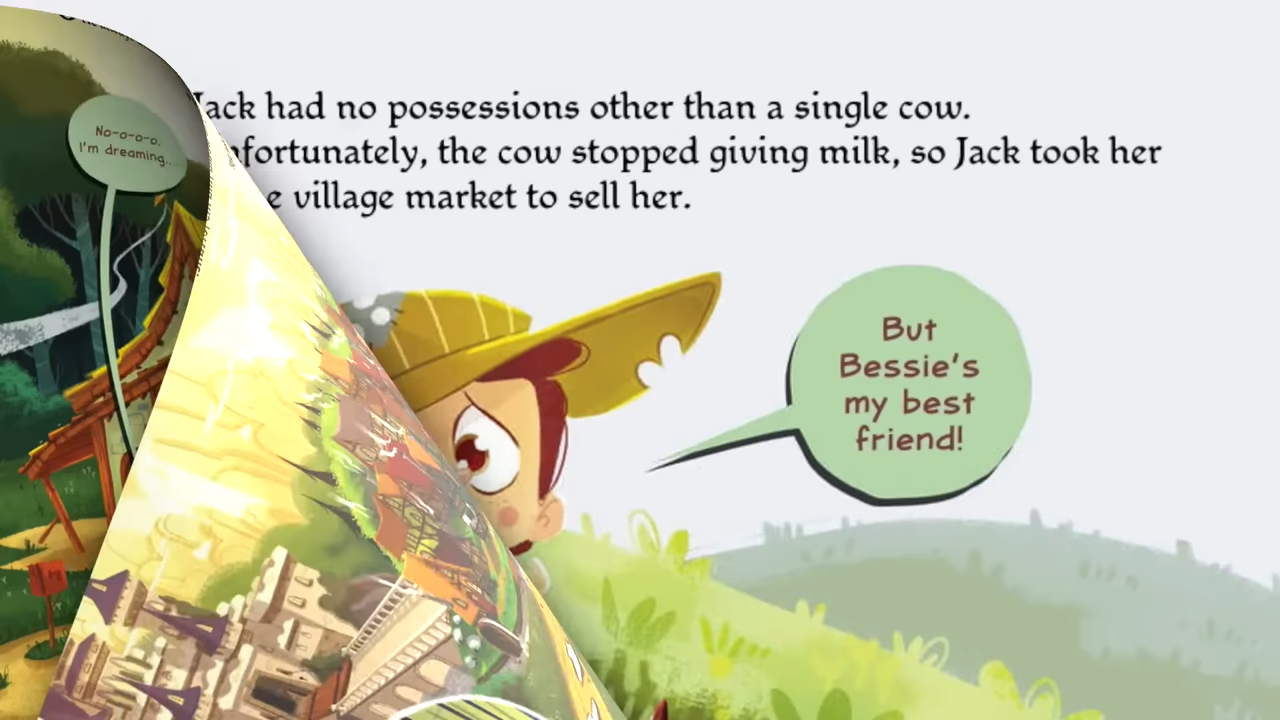 Jack had no possessions other than a single cow.
nfortunately, the cow stopped giving milk, so Jack took her
e village market to sell her.
No-o-o-o.
I'm dreaming...
But
Bessie's
my best
friend!